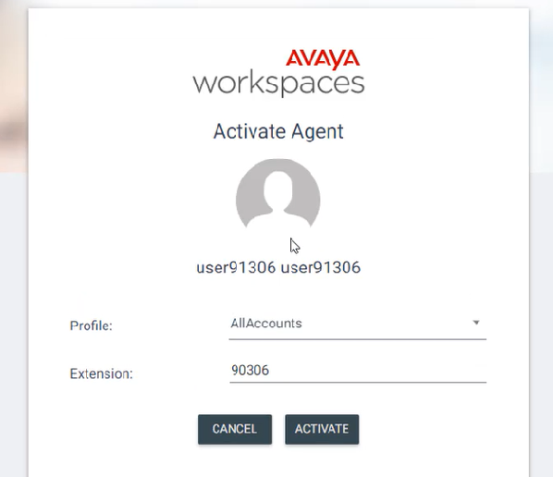 AVAYA
workspaces
Activate Agent
user91306 user91306
Profile: AllAccounts
Extension: 90306
CANCEL ACTIVATE